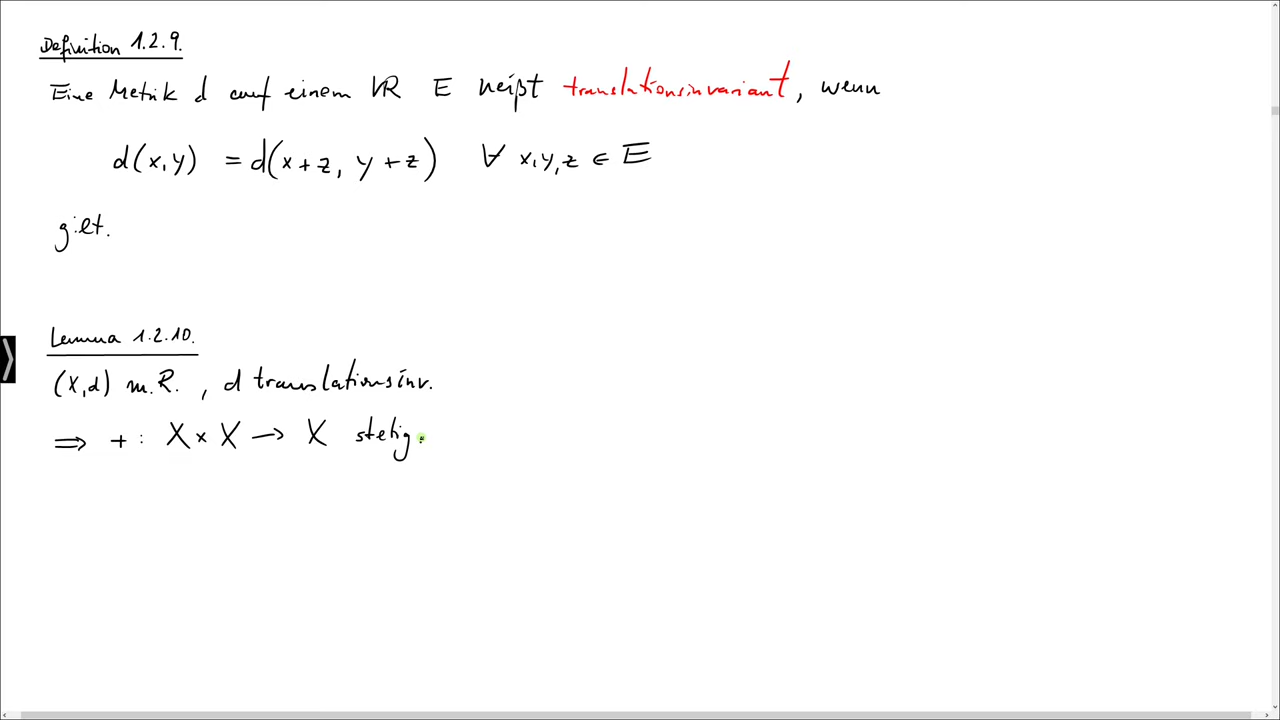 Definition 1.2.9.
Eine Metrik d auf einem VR E heißt translationsinvariant, wenn
d(x,y) = d(x+z, y+z) ∀ x,y,z ∈ E
gilt.
Lemma 1.2.10.
(X,d) m.R., d translationsinv.
⇒ + : X × X → X stetig.